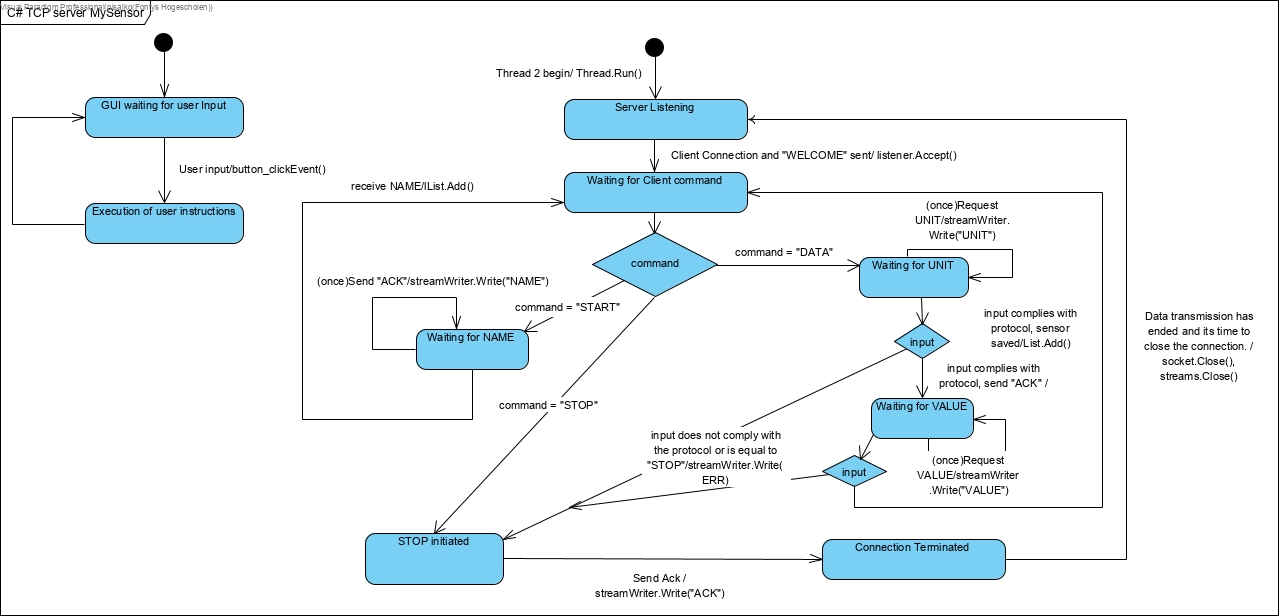 Visual Paradigm Professional(
(Fontys Hogescholen))
C# TCP server MySensor
Thread 2 begin/ Thread.Run()
GUI waiting for user Input
Server Listening
User input/button_clickEvent()
Client Connection and "WELCOME" sent/ listener.Accept()
Execution of user instructions
receive NAME/IList.Add()
Waiting for Client command
(once)Request
UNIT/streamWriter.
Write("UNIT")
command
command = "DATA"
Waiting for UNIT
(once)Send "ACK"/streamWriter.Write("NAME")
command = "START"
Waiting for NAME
input complies with
protocol, sensor
saved/List.Add()
input
Data transmission has
ended and its time to
close the connection. /
socket.Close(),
streams.Close()
input complies with
protocol, send "ACK" /
command = "STOP"
Waiting for VALUE
input does not comply with
the protocol or is equal to
"STOP"/streamWriter.Write(
ERR)
input
(once)Request
VALUE/streamWriter
.Write("VALUE")
STOP initiated
Connection Terminated
Send Ack /
streamWriter.Write("ACK")